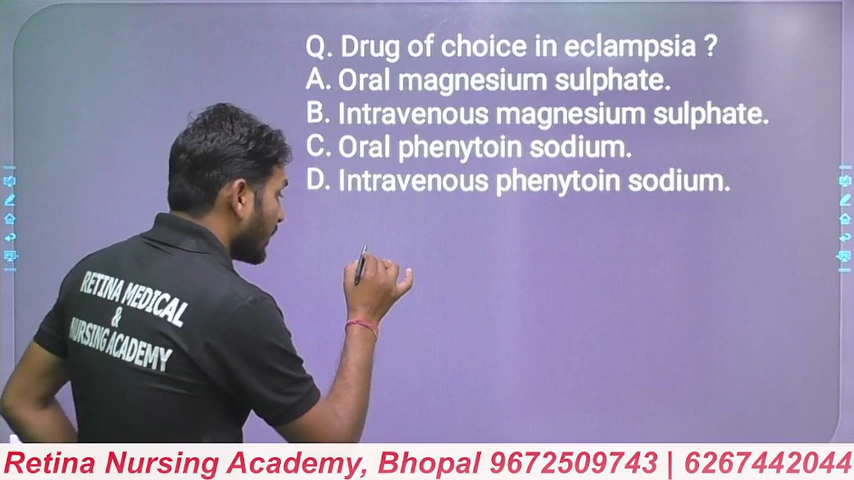 Q. Drug of choice in eclampsia ?
A. Oral magnesium sulphate.
B. Intravenous magnesium sulphate.
C. Oral phenytoin sodium.
D. Intravenous phenytoin sodium.
RETINA MEDICAL
&
NURSING ACADEMY
Retina Nursing Academy, Bhopal 9672509743 | 6267442044